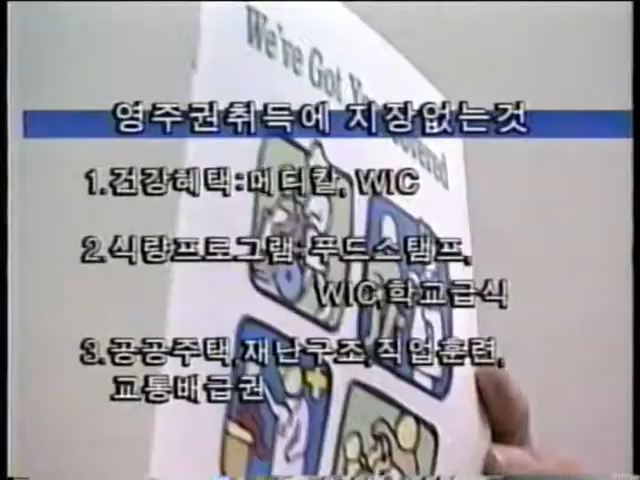 We've Got Y
overed
영주권취득에 지장없는것
1.건강혜택:메디칼, WIC
2.식량프로그램:푸드스탬프,
WIC,학교급식
3.공공주택,재난구조,직업훈련,
교통배급권